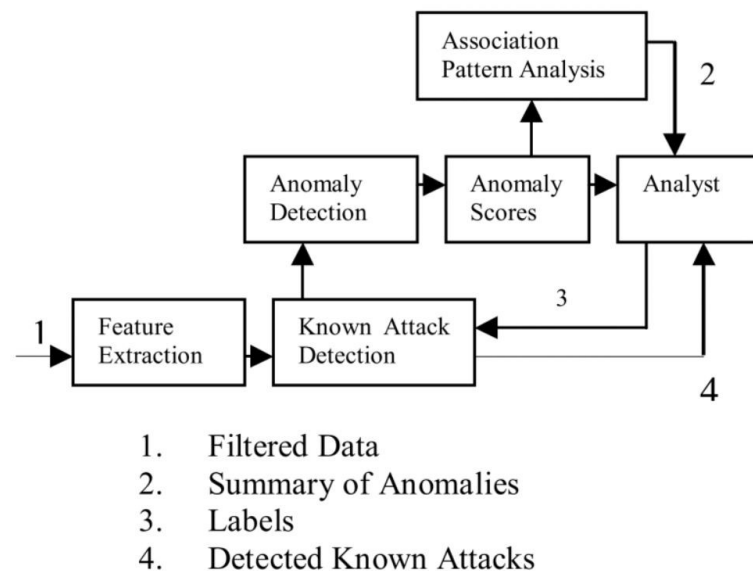 Association
Pattern Analysis
2
Anomaly
Detection
Anomaly
Scores
Analyst
3
1
Feature
Extraction
Known Attack
Detection
4
1. Filtered Data
2. Summary of Anomalies
3. Labels
4. Detected Known Attacks